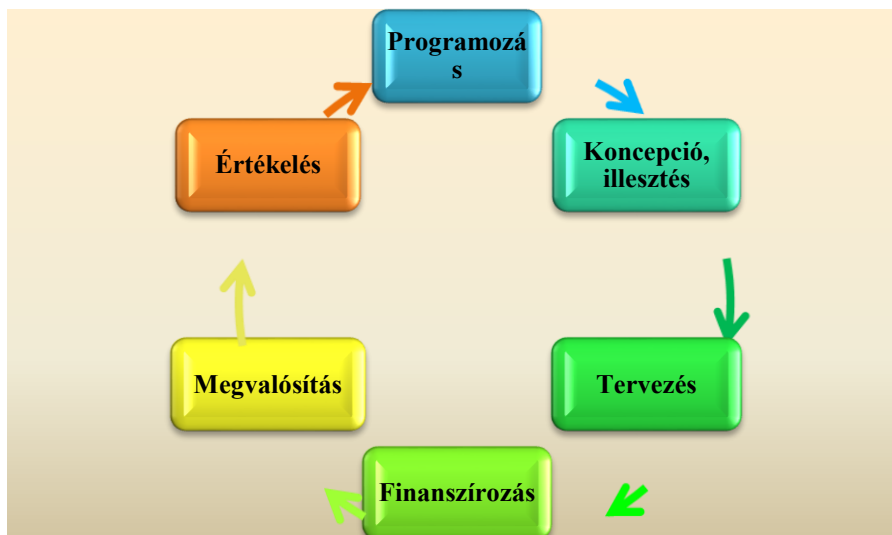 Programozá
s
Koncepció,
illesztés
Tervezés
Finanszírozás
Megvalósítás
Értékelés